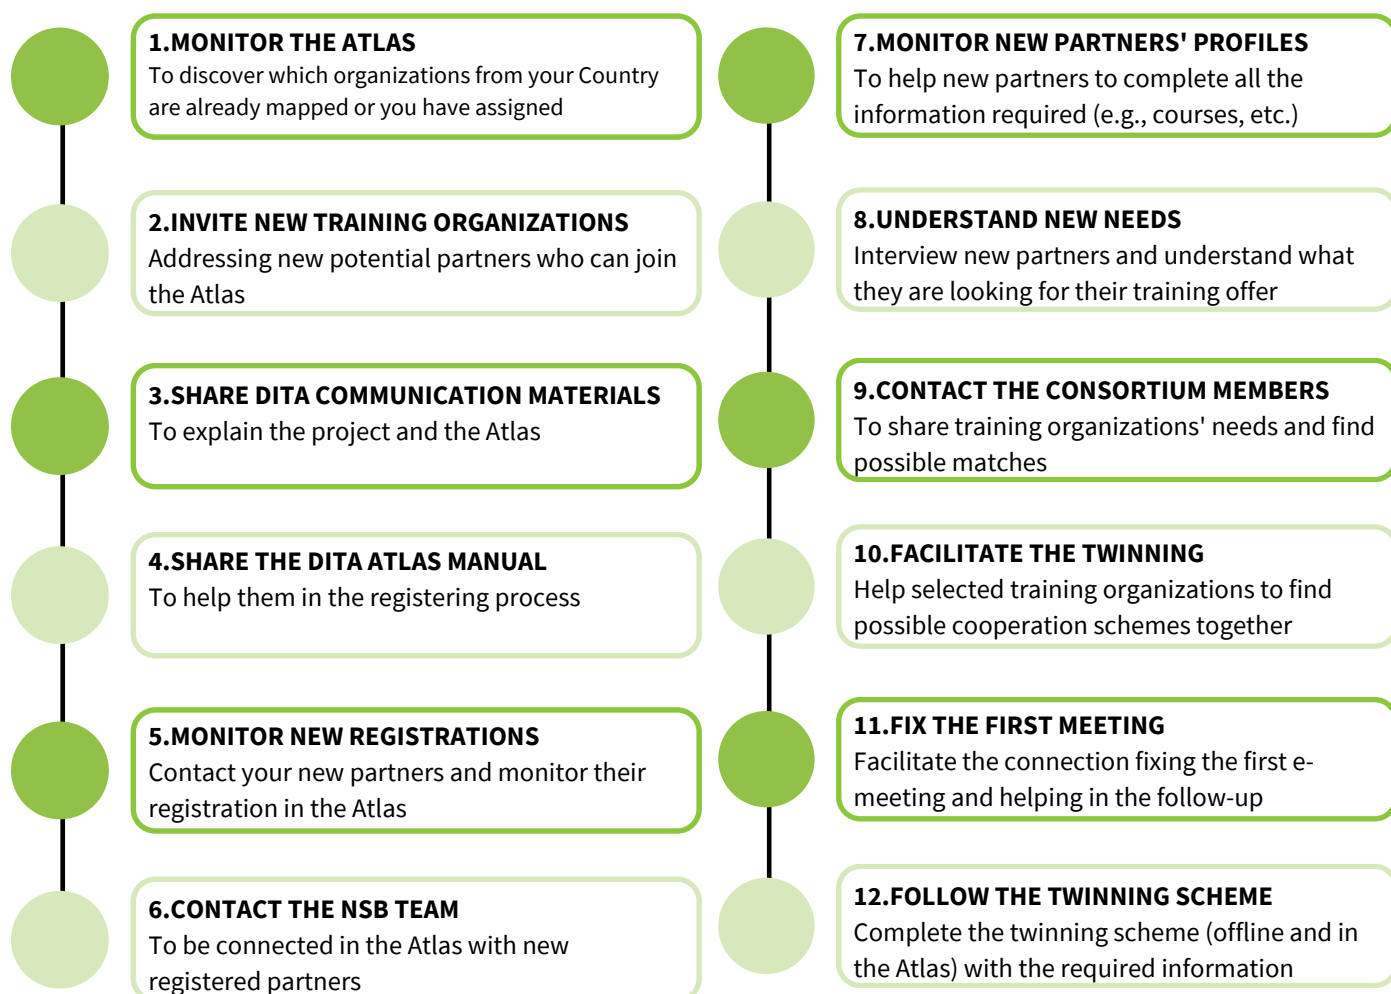 1.MONITOR THE ATLAS
To discover which organizations from your Country
are already mapped or you have assigned
2.INVITE NEW TRAINING ORGANIZATIONS
Addressing new potential partners who can join
the Atlas
3.SHARE DITA COMMUNICATION MATERIALS
To explain the project and the Atlas
4.SHARE THE DITA ATLAS MANUAL
To help them in the registering process
5.MONITOR NEW REGISTRATIONS
Contact your new partners and monitor their
registration in the Atlas
6.CONTACT THE NSB TEAM
To be connected in the Atlas with new
registered partners
7.MONITOR NEW PARTNERS' PROFILES
To help new partners to complete all the
information required (e.g., courses, etc.)
8.UNDERSTAND NEW NEEDS
Interview new partners and understand what
they are looking for their training offer
9.CONTACT THE CONSORTIUM MEMBERS
To share training organizations' needs and find
possible matches
10.FACILITATE THE TWINNING
Help selected training organizations to find
possible cooperation schemes together
11.FIX THE FIRST MEETING
Facilitate the connection fixing the first e-
meeting and helping in the follow-up
12.FOLLOW THE TWINNING SCHEME
Complete the twinning scheme (offline and in
the Atlas) with the required information